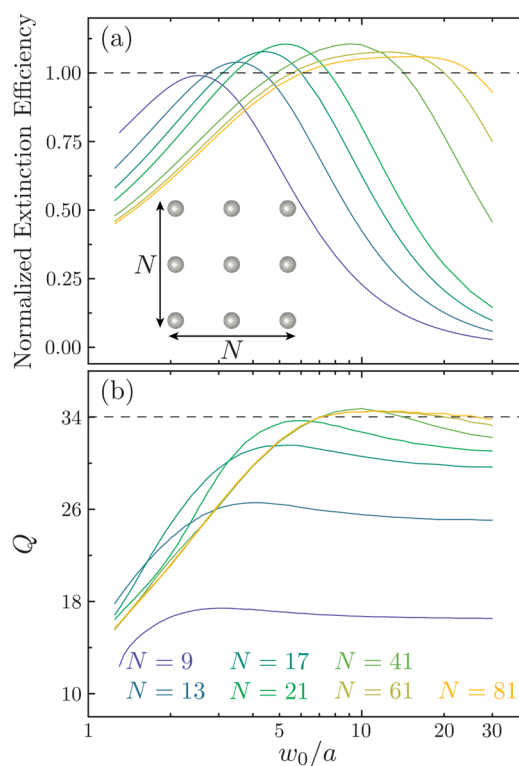 (a)
Normalized Extinction Efficiency
1.00
0.75
0.50
0.25
0.00
N
N
(b)
Q
34
26
18
10
N = 9 N = 17 N = 41
N = 13 N = 21 N = 61 N = 81
1 2 5 10 20 30
w₀/a